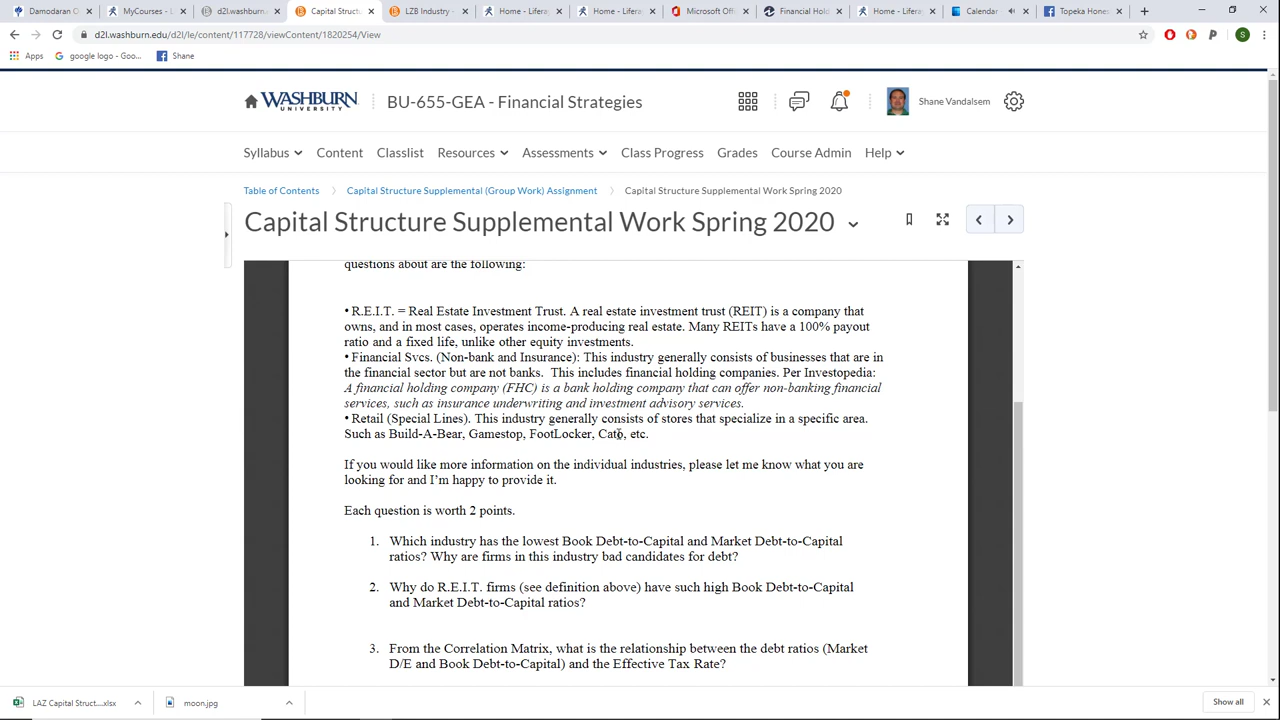 Damodaran O
MyCourses - L
d2l.washburn.
Capital Struct
LZB Industry -
Home - Liferay
Home - Liferay
Microsoft Offi
Financial Hold
Home - Liferay
Calendar
Topeka Hones
d2l.washburn.edu/d2l/le/content/117728/viewContent/1820254/View
S
Apps
google logo - Goo...
Shane
WASHBURN
UNIVERSITY
BU-655-GEA - Financial Strategies
Shane Vandalsem
Syllabus
Content
Classlist
Resources
Assessments
Class Progress
Grades
Course Admin
Help
Table of Contents
Capital Structure Supplemental (Group Work) Assignment
Capital Structure Supplemental Work Spring 2020
Capital Structure Supplemental Work Spring 2020
questions about are the following:
• R.E.I.T. = Real Estate Investment Trust. A real estate investment trust (REIT) is a company that
owns, and in most cases, operates income-producing real estate. Many REITs have a 100% payout
ratio and a fixed life, unlike other equity investments.
• Financial Svcs. (Non-bank and Insurance): This industry generally consists of businesses that are in
the financial sector but are not banks. This includes financial holding companies. Per Investopedia:
A financial holding company (FHC) is a bank holding company that can offer non-banking financial
services, such as insurance underwriting and investment advisory services.
• Retail (Special Lines). This industry generally consists of stores that specialize in a specific area.
Such as Build-A-Bear, Gamestop, FootLocker, Cato, etc.
If you would like more information on the individual industries, please let me know what you are
looking for and I'm happy to provide it.
Each question is worth 2 points.
1. Which industry has the lowest Book Debt-to-Capital and Market Debt-to-Capital
ratios? Why are firms in this industry bad candidates for debt?
2. Why do R.E.I.T. firms (see definition above) have such high Book Debt-to-Capital
and Market Debt-to-Capital ratios?
3. From the Correlation Matrix, what is the relationship between the debt ratios (Market
D/E and Book Debt-to-Capital) and the Effective Tax Rate?
LAZ Capital Struct....xlsx
moon.jpg
Show all